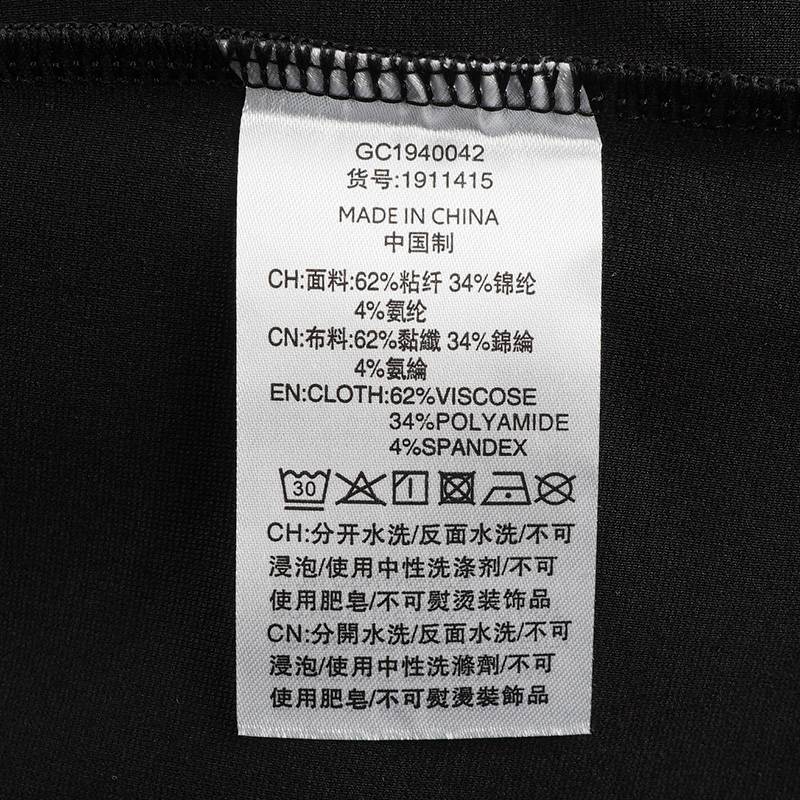 GC1940042
货号:1911415
MADE IN CHINA
中国制
CH:面料:62%粘纤 34%锦纶
4%氨纶
CN:布料:62%黏纖 34%錦綸
4%氨綸
EN:CLOTH:62%VISCOSE
34%POLYAMIDE
4%SPANDEX
30
CH:分开水洗/反面水洗/不可
浸泡/使用中性洗涤剂/不可
使用肥皂/不可熨烫装饰品
CN:分開水洗/反面水洗/不可
浸泡/使用中性洗滌劑/不可
使用肥皂/不可熨燙裝飾品